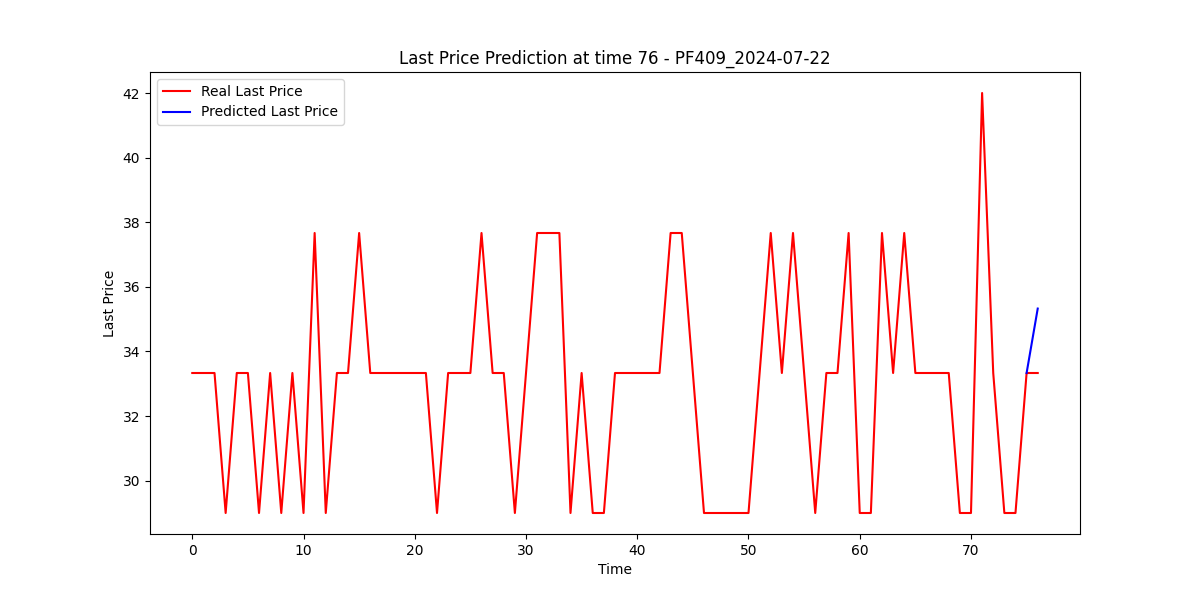 Last Price Prediction at time 76 - PF409_2024-07-22
Real Last Price
Predicted Last Price
Last Price
42
40
38
36
34
32
30
0 10 20 30 40 50 60 70
Time